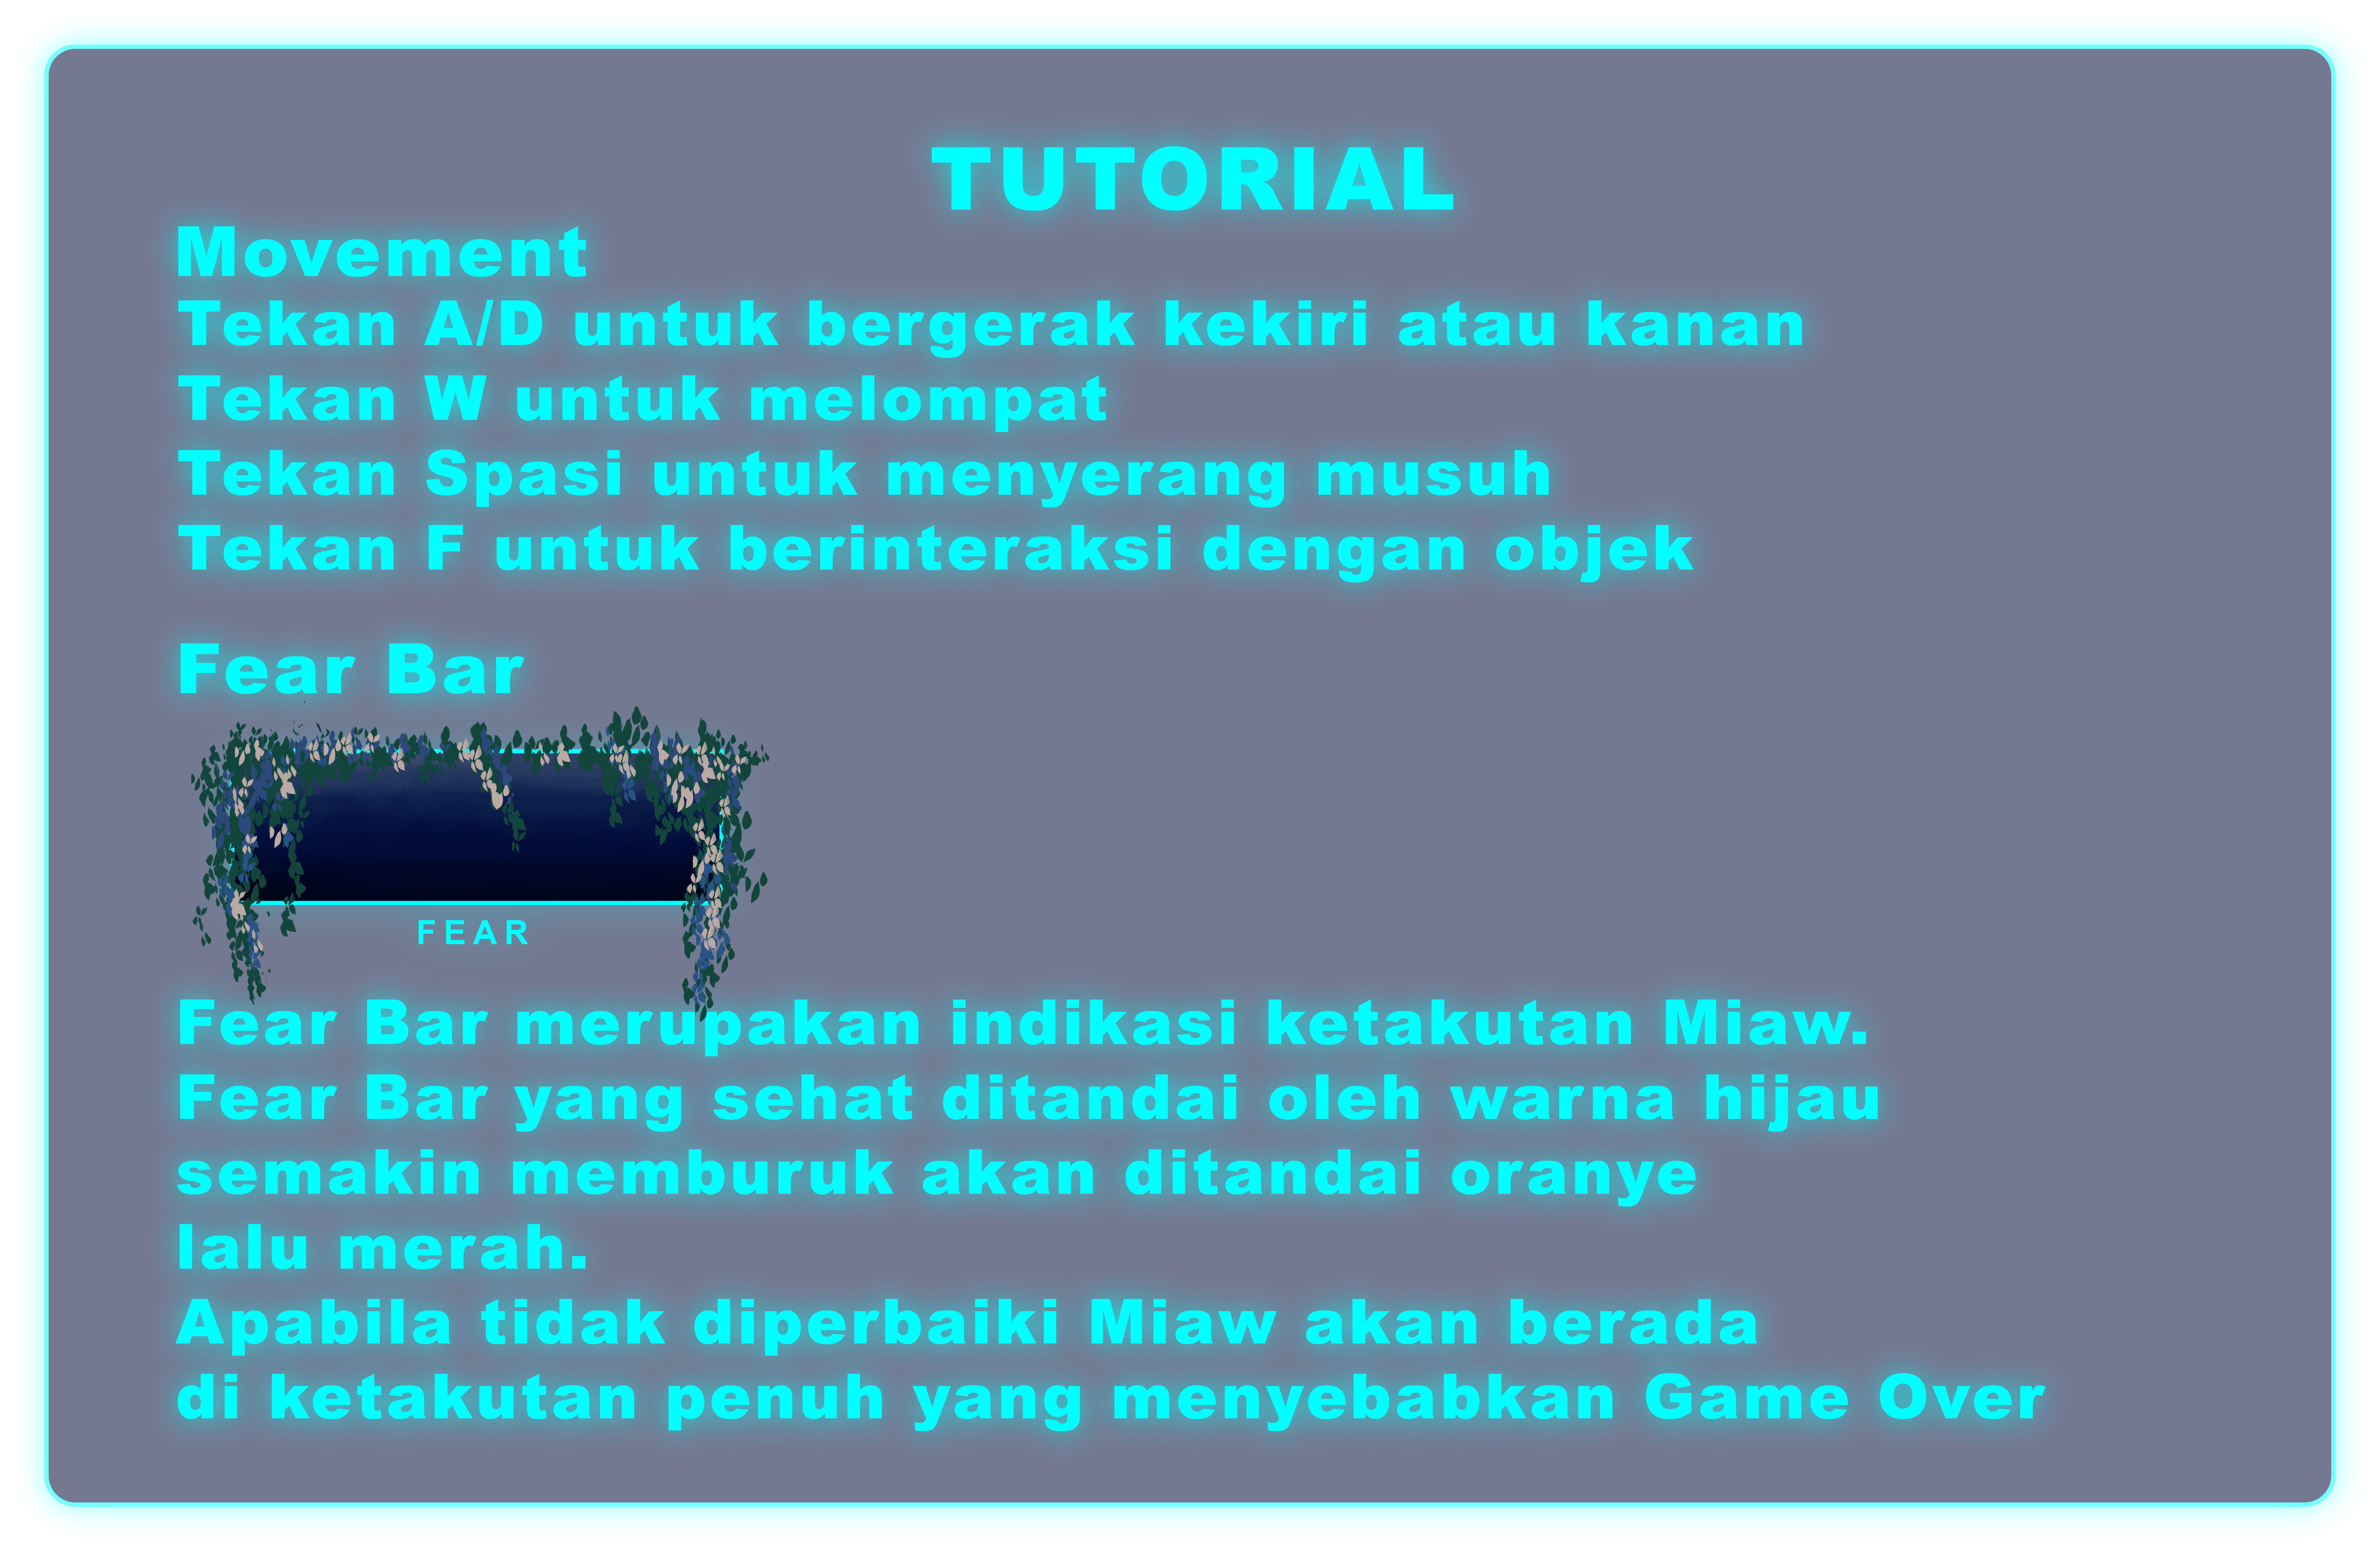 TUTORIAL
Movement
Tekan A/D untuk bergerak kekiri atau kanan
Tekan W untuk melompat
Tekan Spasi untuk menyerang musuh
Tekan F untuk berinteraksi dengan objek
Fear Bar
FEAR
Fear Bar merupakan indikasi ketakutan Miaw.
Fear Bar yang sehat ditandai oleh warna hijau
semakin memburuk akan ditandai oranye
lalu merah.
Apabila tidak diperbaiki Miaw akan berada
di ketakutan penuh yang menyebabkan Game Over